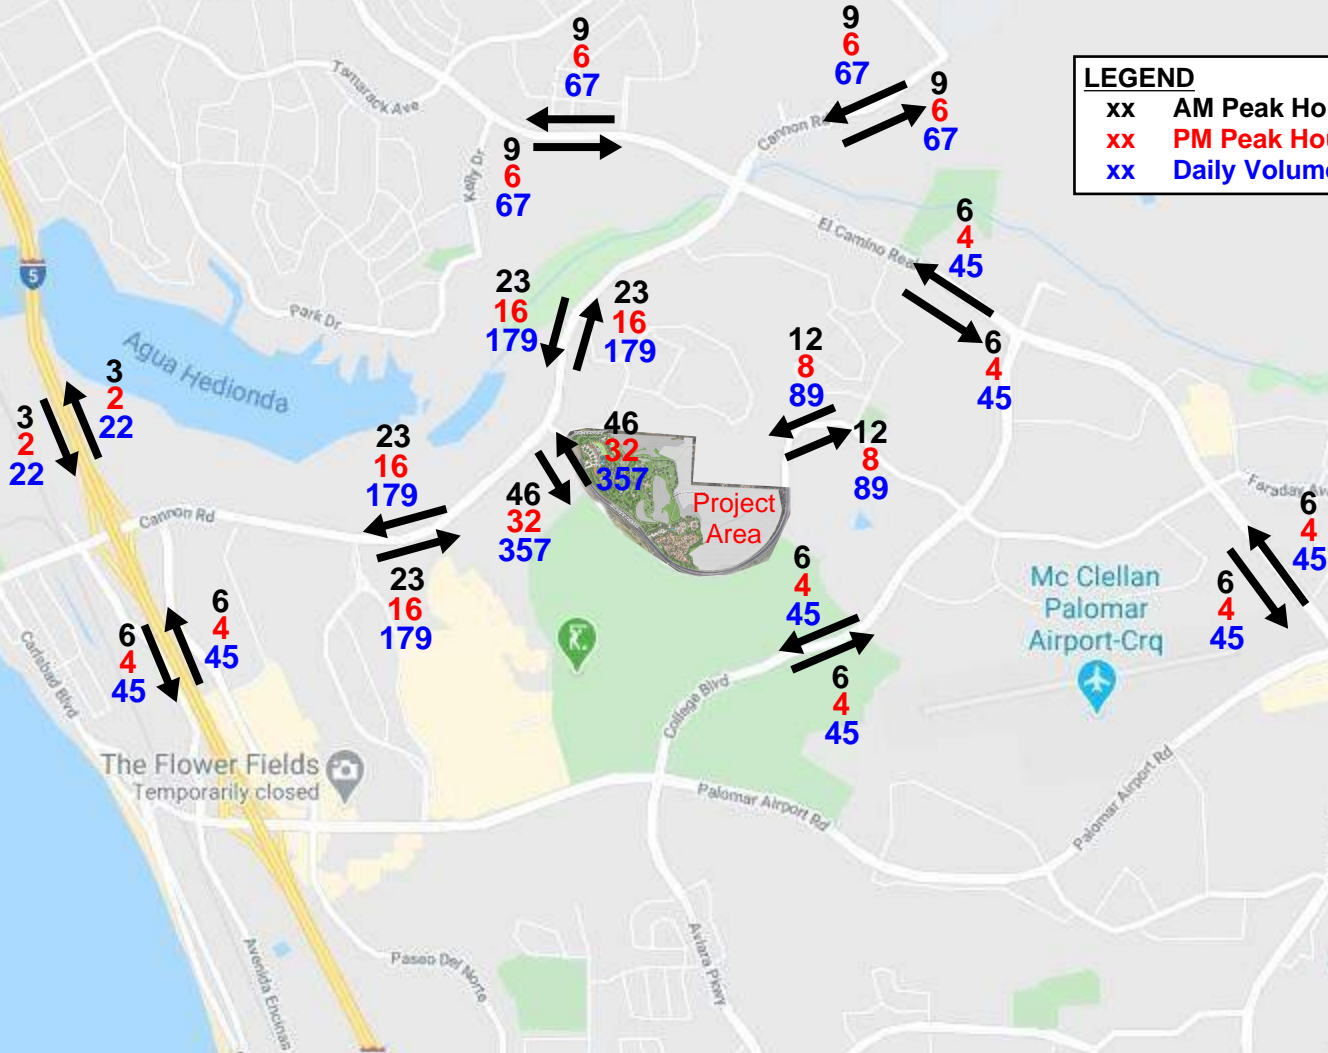 9
6
67
9
6
67
9
6
67
LEGEND
xx AM Peak Ho
xx PM Peak Hou
xx Daily Volume
Tamarack Ave
Cannon Rd
9
6
67
Kelly Dr
6
4
45
El Camino Real
5
23
16
179
23
16
179
Park Dr
Agua Hedionda
6
4
45
12
8
89
3
2
22
3
2
22
23
16
179
46
32
357
12
8
89
46
32
357
Project
Area
Faraday Av
6
4
45
Cannon Rd
23
16
179
6
4
45
Mc Clellan
Palomar
Airport-Crq
6
4
45
6
4
45
6
4
45
Carlsbad Blvd
K.
6
4
45
College Blvd
The Flower Fields
Temporarily closed
Palomar Airport Rd
Palomar Airport Rd
Avenida Encinas
Paseo Del Norte
Aviara Pkwy